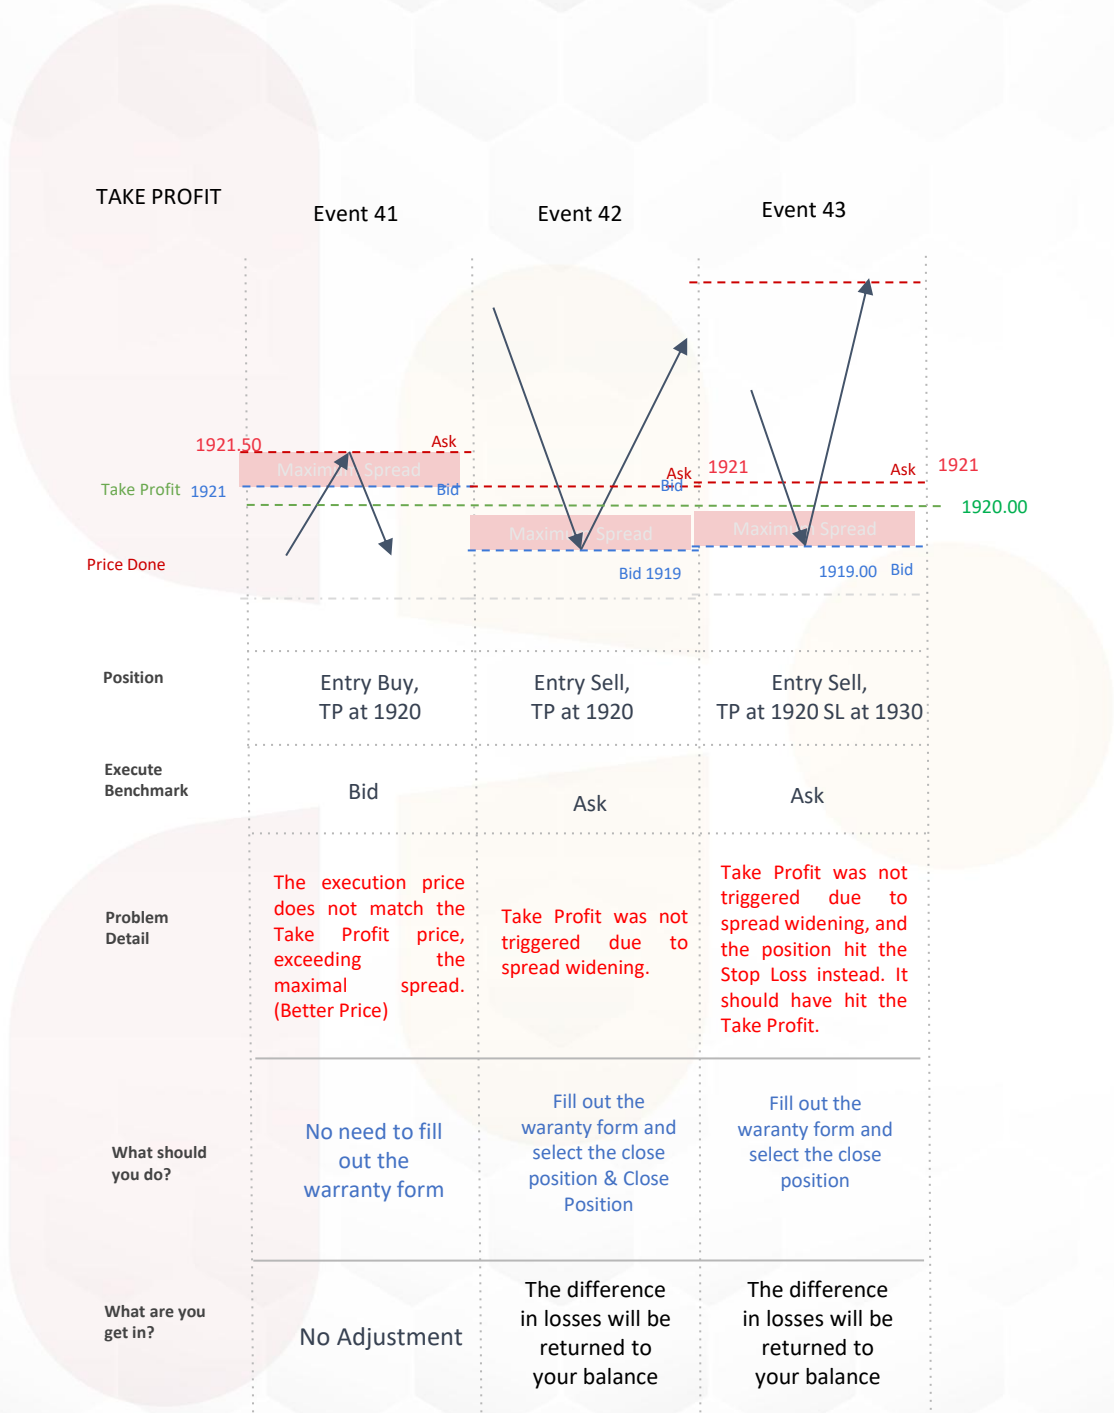 TAKE PROFIT
Event 41
Event 42
Event 43
1921.50
Ask
Maximum Spread
Take Profit
1921
Bid
Ask
Bid
1921
Ask
1921
1920.00
Maximum Spread
Maximum Spread
Price Done
Bid 1919
1919.00
Bid
Position
Entry Buy,
TP at 1920
Entry Sell,
TP at 1920
Entry Sell,
TP at 1920 SL at 1930
Execute
Benchmark
Bid
Ask
Ask
Problem
Detail
The execution price
does not match the
Take Profit price,
exceeding the
maximal spread.
(Better Price)
Take Profit was not
triggered due to
spread widening.
Take Profit was not
triggered due to
spread widening, and
the position hit the
Stop Loss instead. It
should have hit the
Take Profit.
What should
you do?
No need to fill
out the
warranty form
Fill out the
waranty form and
select the close
position & Close
Position
Fill out the
waranty form and
select the close
position
What are you
get in?
No Adjustment
The difference
in losses will be
returned to
your balance
The difference
in losses will be
returned to
your balance